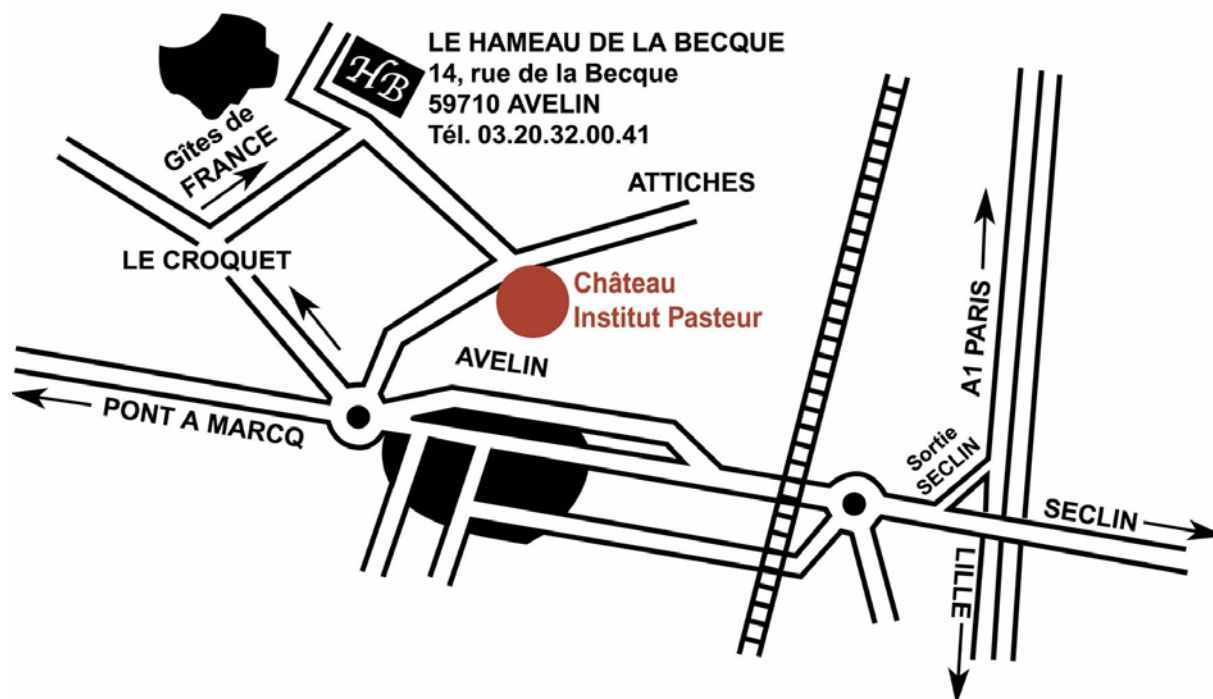 LE HAMEAU DE LA BECQUE
14, rue de la Becque
59710 AVELIN
Tél. 03.20.32.00.41
HB
Gîtes de
FRANCE
ATTICHES
LE CROQUET
Château
Institut Pasteur
AVELIN
PONT A MARCQ
A1 PARIS
Sortie
SECLIN
SECLIN
LILLE